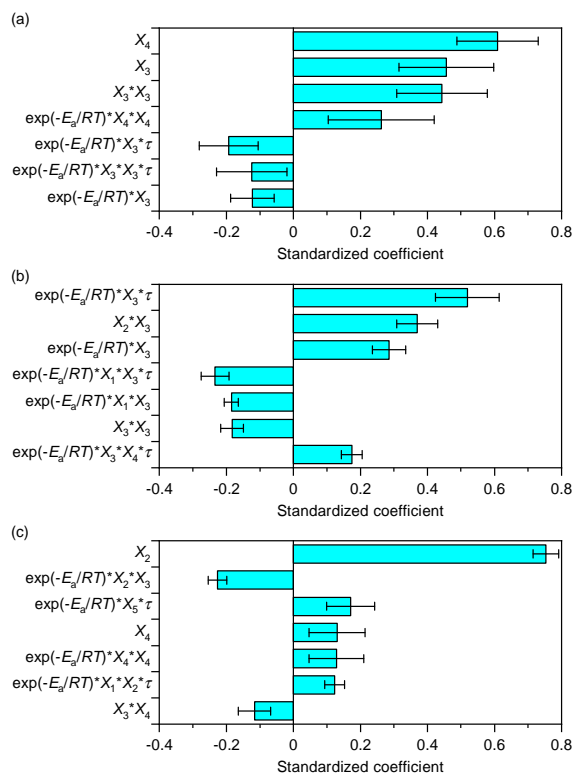 (a)
X₄
X₃
X₃*X₃
exp(-Eₐ/RT)*X₄*X₄
exp(-Eₐ/RT)*X₃*τ
exp(-Eₐ/RT)*X₃*X₃*τ
exp(-Eₐ/RT)*X₃
-0.4 -0.2 0 0.2 0.4 0.6 0.8
Standardized coefficient
(b)
exp(-Eₐ/RT)*X₃*τ
X₂*X₃
exp(-Eₐ/RT)*X₃
exp(-Eₐ/RT)*X₁*X₃*τ
exp(-Eₐ/RT)*X₁*X₃
X₃*X₃
exp(-Eₐ/RT)*X₃*X₄*τ
-0.4 -0.2 0 0.2 0.4 0.6 0.8
Standardized coefficient
(c)
X₂
exp(-Eₐ/RT)*X₂*X₃
exp(-Eₐ/RT)*X₅*τ
X₄
exp(-Eₐ/RT)*X₄*X₄
exp(-Eₐ/RT)*X₁*X₂*τ
X₃*X₄
-0.4 -0.2 0 0.2 0.4 0.6 0.8
Standardized coefficient